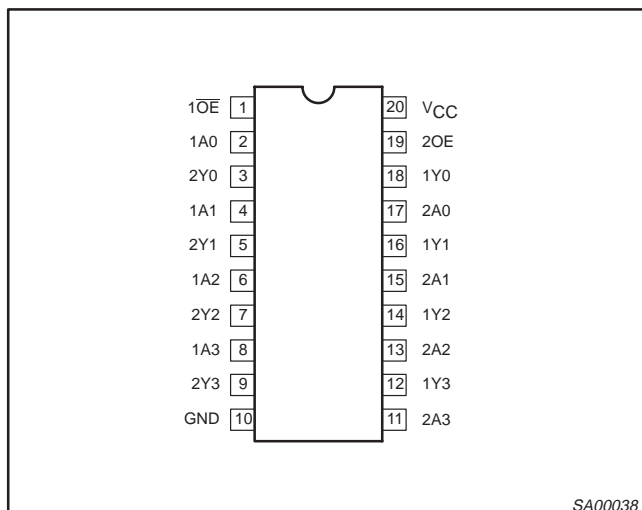 1O̅E̅ 1 20 VCC
1A0 2 19 2OE
2Y0 3 18 1Y0
1A1 4 17 2A0
2Y1 5 16 1Y1
1A2 6 15 2A1
2Y2 7 14 1Y2
1A3 8 13 2A2
2Y3 9 12 1Y3
GND 10 11 2A3
SA00038